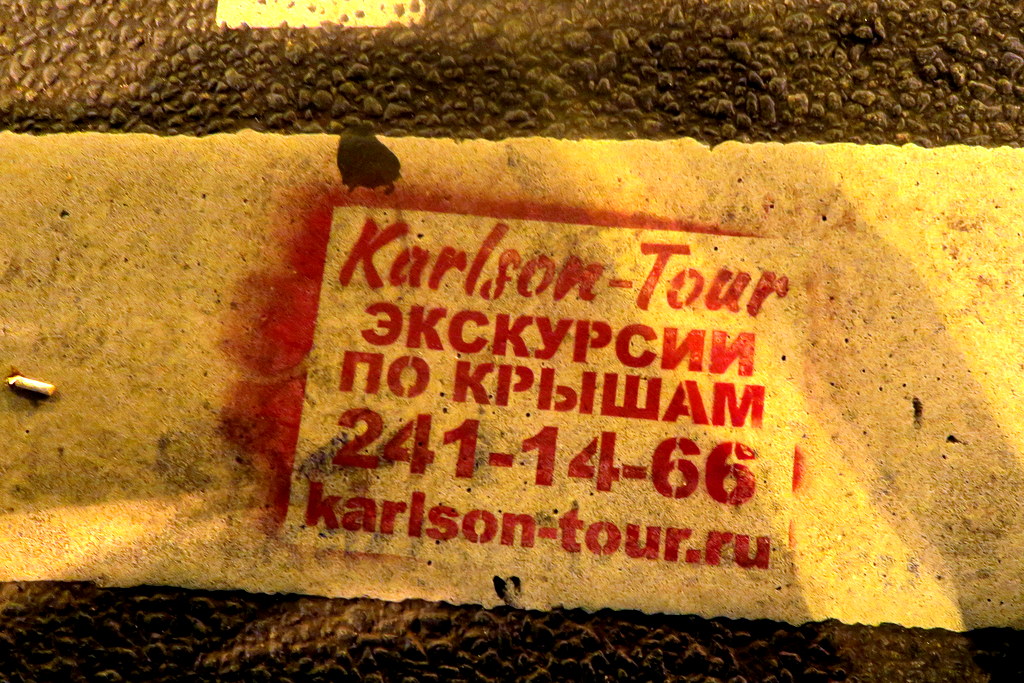 Karlson-Tour
ЭКСКУРСИИ
ПО КРЫШАМ
241-14-66
karlson-tour.ru